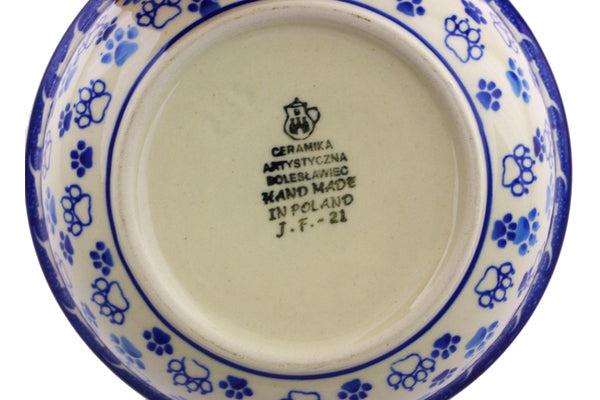 CERAMIKA
ARTYSTYCZNA
BOLESŁAWIEC
HAND MADE
IN POLAND
J.F.-21